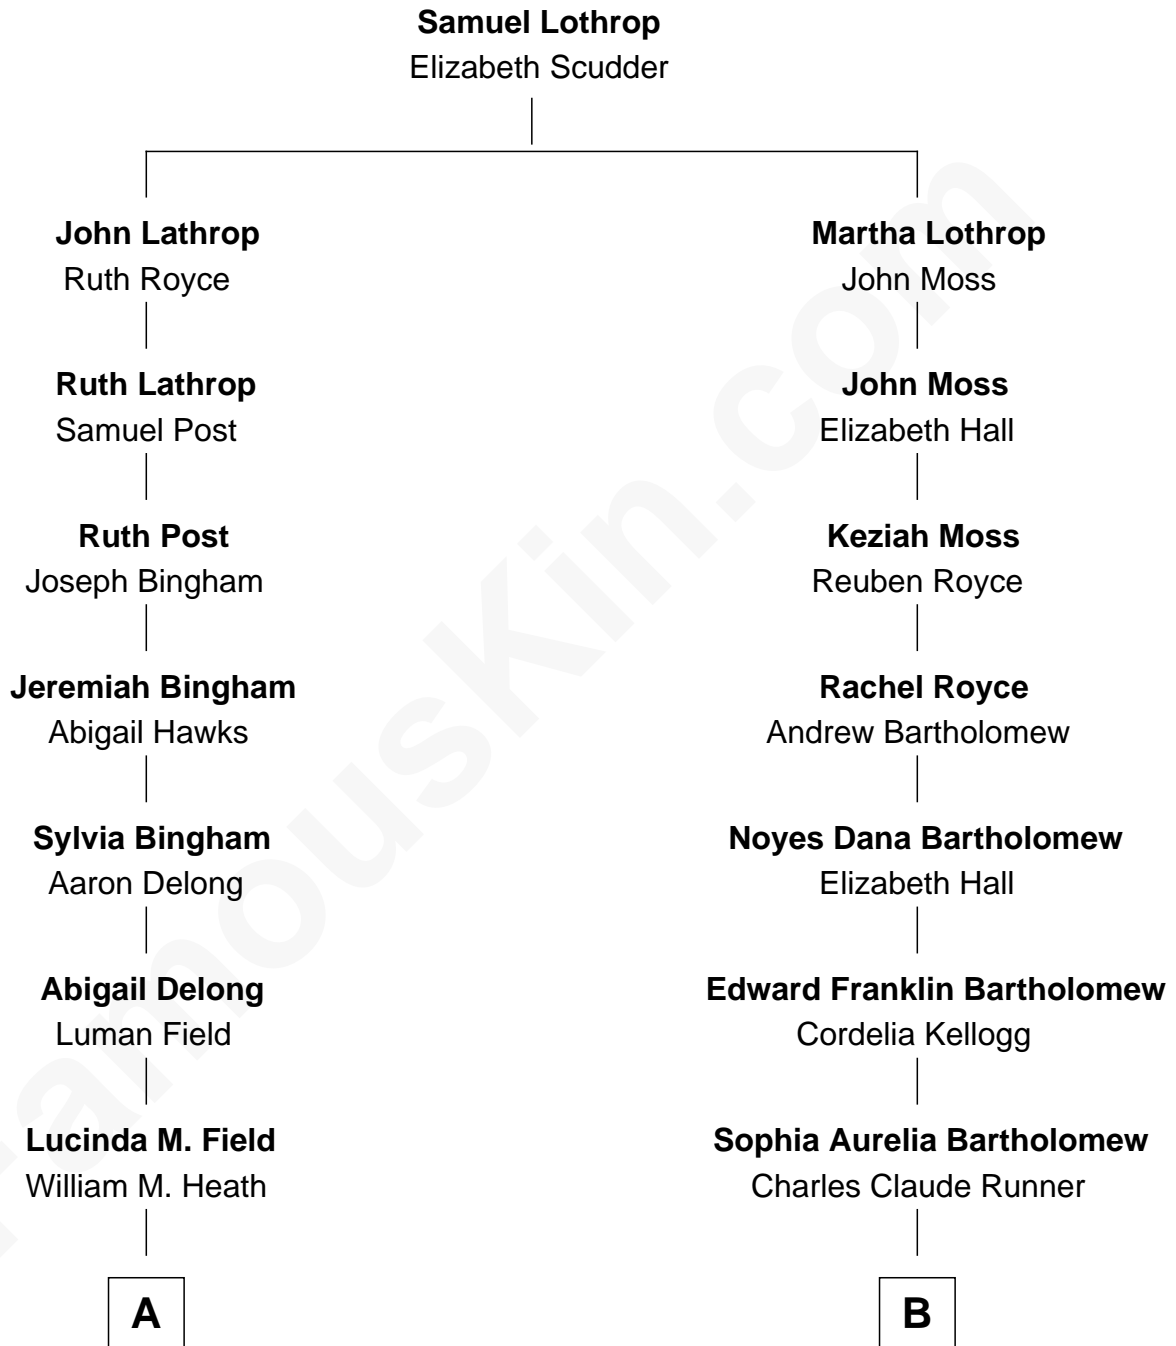 Samuel Lothrop
Elizabeth Scudder
John Lathrop
Ruth Royce
Ruth Lathrop
Samuel Post
Ruth Post
Joseph Bingham
Jeremiah Bingham
Abigail Hawks
Sylvia Bingham
Aaron Delong
Abigail Delong
Luman Field
Lucinda M. Field
William M. Heath
A
Martha Lothrop
John Moss
John Moss
Elizabeth Hall
Keziah Moss
Reuben Royce
Rachel Royce
Andrew Bartholomew
Noyes Dana Bartholomew
Elizabeth Hall
Edward Franklin Bartholomew
Cordelia Kellogg
Sophia Aurelia Bartholomew
Charles Claude Runner
B
FamousKin.com